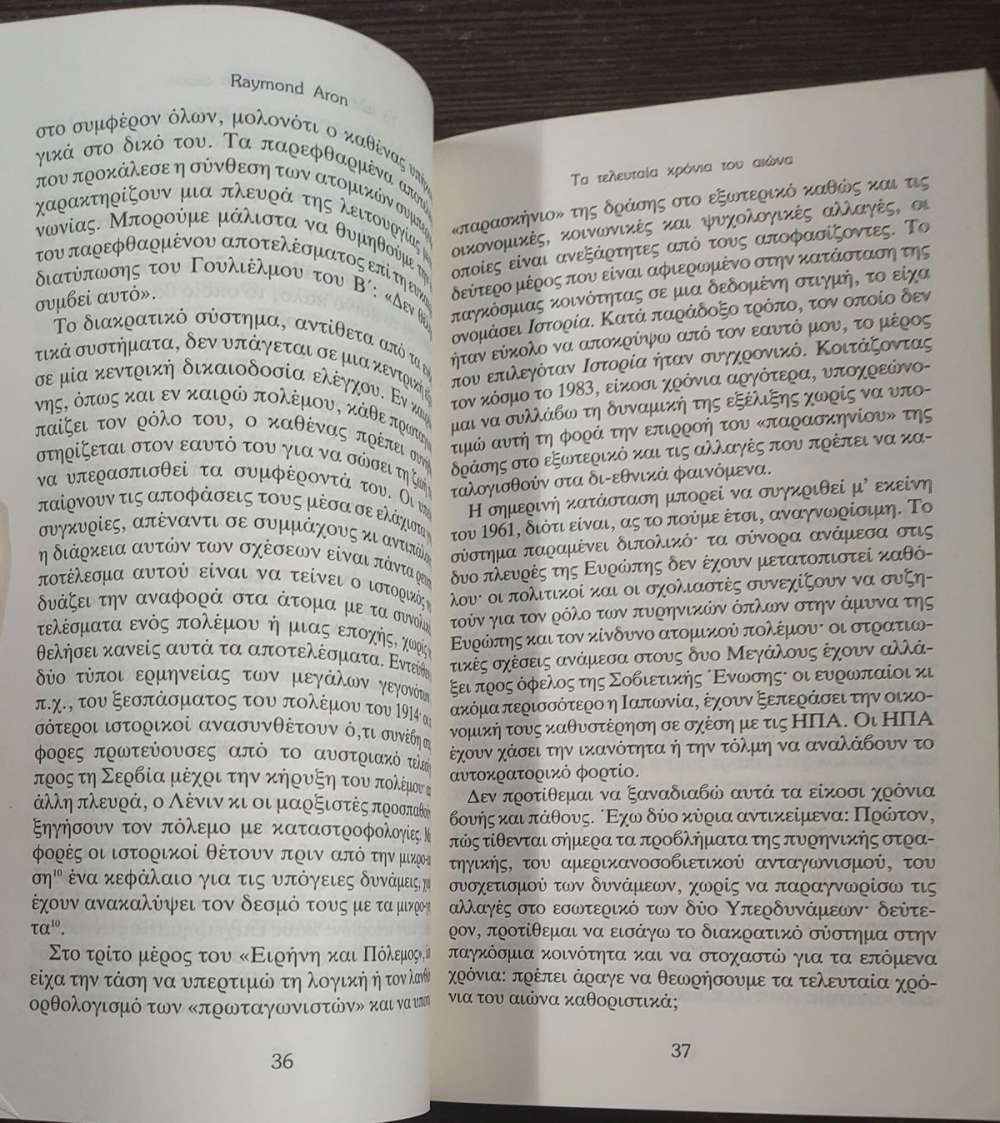 Raymond Aron
στο συμφέρον όλων, μολονότι ο καθένας
γικά στο δικό του. Τα παρεφθαρμένα
που προκάλεσε η σύνθεση των ατομικών
χαρακτηρίζουν μια πλευρά της λειτουργίας
νωνίας. Μπορούμε μάλιστα να θυμηθούμε την
του παρεφθαρμένου αποτελέσματος επί τη
διατύπωσης του Γουλιέλμου του Β΄: «Δεν
συμβεί αυτό».
Το διακρατικό σύστημα, αντίθετα από τα
τικά συστήματα, δεν υπάγεται σε μια κεντρική
σε μία κεντρική δικαιοδοσία ελέγχου. Εν
νης, όπως και εν καιρώ πολέμου, κάθε
παίζει τον ρόλο του, ο καθένας πρέπει
στηρίζεται στον εαυτό του για να σώσει τη
να υπερασπισθεί τα συμφέροντά του. Οι
παίρνουν τις αποφάσεις τους μέσα σε
συγκυρίες, απέναντι σε συμμάχους κι
η διάρκεια αυτών των σχέσεων είναι πάντα
ποτέλεσμα αυτού είναι να τείνει ο ιστορικός
δυάζει την αναφορά στα άτομα με τα
τελέσματα ενός πολέμου ή μιας εποχής, χωρίς
θελήσει κανείς αυτά τα αποτελέσματα.
δύο τύποι ερμηνείας των μεγάλων
π.χ., του ξεσπάσματος του πολέμου του 1914·
σότεροι ιστορικοί ανασυνθέτουν ό,τι συνέβη
φορες πρωτεύουσες από το αυστριακό
προς τη Σερβία μέχρι την κήρυξη του πολέμου·
άλλη πλευρά, ο Λένιν κι οι μαρξιστές
ξηγήσουν τον πόλεμο με καταστροφολογίες.
φορές οι ιστορικοί θέτουν πριν από την
ση¹⁰ ένα κεφάλαιο για τις υπόγειες δυνάμεις,
έχουν ανακαλύψει τον δεσμό τους με τα
τα¹⁰.
Στο τρίτο μέρος του «Ειρήνη και Πόλεμος»,
είχα την τάση να υπερτιμώ τη λογική ή τον
ορθολογισμό των «πρωταγωνιστών» και να
36
Τα τελευταία χρόνια του αιώνα
«παρασκήνιο» της δράσης στο εξωτερικό καθώς και τις
οικονομικές, κοινωνικές και ψυχολογικές αλλαγές, οι
οποίες είναι ανεξάρτητες από τους αποφασίζοντες. Το
δεύτερο μέρος που είναι αφιερωμένο στην κατάσταση της
παγκόσμιας κοινότητας σε μια δεδομένη στιγμή, το είχα
ονομάσει Ιστορία. Κατά παράδοξο τρόπο, τον οποίο δεν
ήταν εύκολο να αποκρύψω από τον εαυτό μου, το μέρος
που επιλεγόταν Ιστορία ήταν συγχρονικό. Κοιτάζοντας
τον κόσμο το 1983, είκοσι χρόνια αργότερα, υποχρεώνο-
μαι να συλλάβω τη δυναμική της εξέλιξης χωρίς να υπο-
τιμώ αυτή τη φορά την επιρροή του «παρασκηνίου» της
δράσης στο εξωτερικό και τις αλλαγές που πρέπει να κα-
ταλογισθούν στα δι-εθνικά φαινόμενα.
Η σημερινή κατάσταση μπορεί να συγκριθεί μ’ εκείνη
του 1961, διότι είναι, ας το πούμε έτσι, αναγνωρίσιμη. Το
σύστημα παραμένει διπολικό· τα σύνορα ανάμεσα στις
δυο πλευρές της Ευρώπης δεν έχουν μετατοπιστεί καθό-
λου· οι πολιτικοί και οι σχολιαστές συνεχίζουν να συζη-
τούν για τον ρόλο των πυρηνικών όπλων στην άμυνα της
Ευρώπης και τον κίνδυνο ατομικού πολέμου· οι στρατιω-
τικές σχέσεις ανάμεσα στους δυο Μεγάλους έχουν αλλά-
ξει προς όφελος της Σοβιετικής Ένωσης· οι ευρωπαίοι κι
ακόμα περισσότερο η Ιαπωνία, έχουν ξεπεράσει την οικο-
νομική τους καθυστέρηση σε σχέση με τις ΗΠΑ. Οι ΗΠΑ
έχουν χάσει την ικανότητα ή την τόλμη να αναλάβουν το
αυτοκρατορικό φορτίο.
Δεν προτίθεμαι να ξαναδιαβώ αυτά τα είκοσι χρόνια
βουής και πάθους. Έχω δύο κύρια αντικείμενα: Πρώτον,
πώς τίθενται σήμερα τα προβλήματα της πυρηνικής στρα-
τηγικής, του αμερικανοσοβιετικού ανταγωνισμού, του
συσχετισμού των δυνάμεων, χωρίς να παραγνωρίσω τις
αλλαγές στο εσωτερικό των δύο Υπερδυνάμεων· δεύτε-
ρον, προτίθεμαι να εισάγω το διακρατικό σύστημα στην
παγκόσμια κοινότητα και να στοχαστώ για τα επόμενα
χρόνια: πρέπει άραγε να θεωρήσουμε τα τελευταία χρό-
νια του αιώνα καθοριστικά;
37